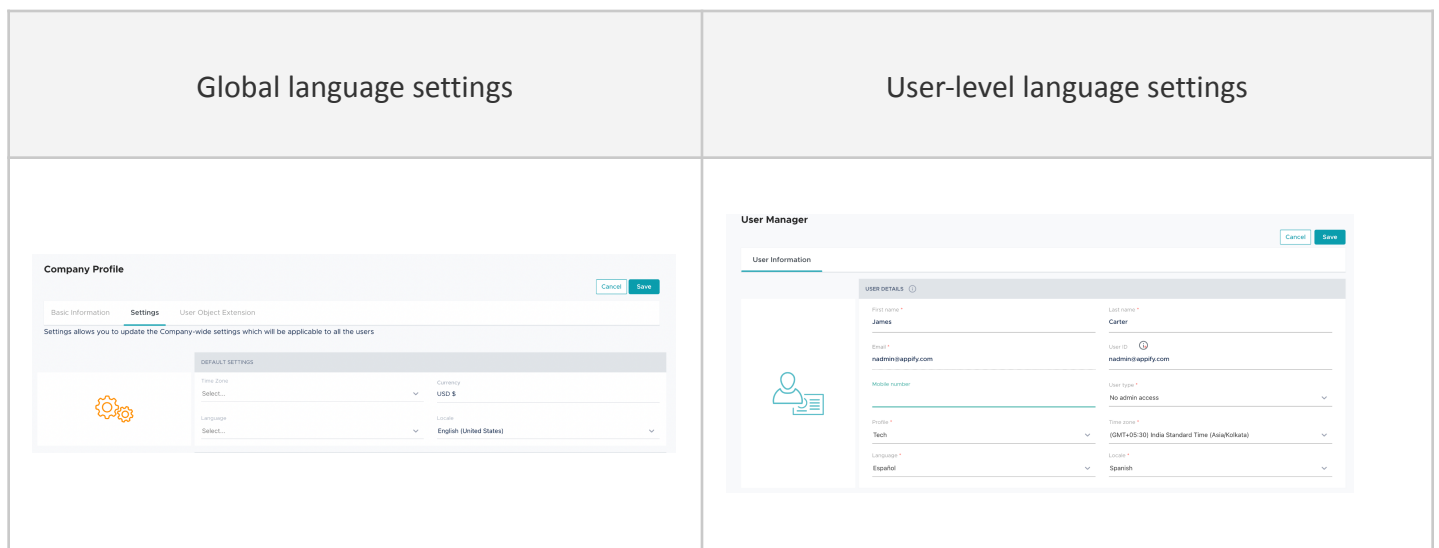 Global language settings
User-level language settings
Company Profile
Cancel Save
Basic Information Settings User Object Extension
Settings allows you to update the Company-wide settings which will be applicable to all the users
DEFAULT SETTINGS
Time Zone Currency
Select... USD $
Language Locale
Select... English (United States)
User Manager
Cancel Save
User Information
USER DETAILS
First name * Last name *
James Carter
Email * User ID
nadmin@appify.com nadmin@appify.com
Mobile number User type *
No admin access
Profile * Time zone *
Tech (GMT+05:30) India Standard Time (Asia/Kolkata)
Language * Locale *
Español Spanish